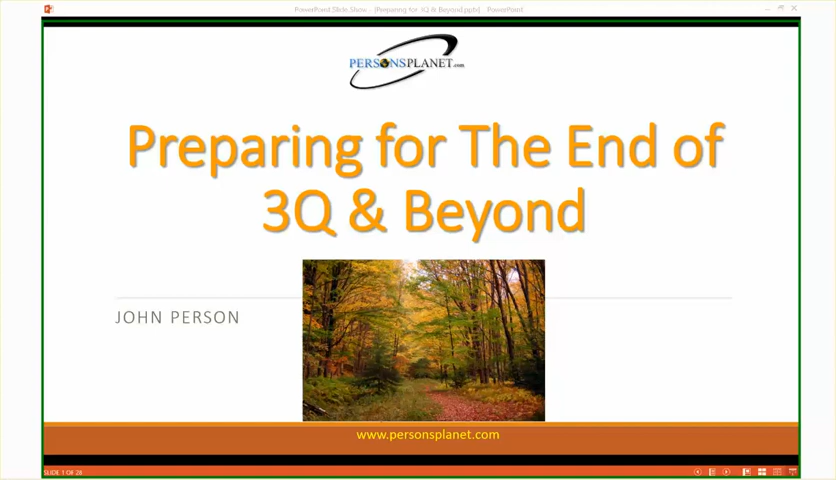 PowerPoint Slide Show - [Preparing for 3Q & Beyond.pptx] - PowerPoint
PERSONSPLANET.com
Preparing for The End of
3Q & Beyond
JOHN PERSON
www.personsplanet.com
SLIDE 1 OF 28